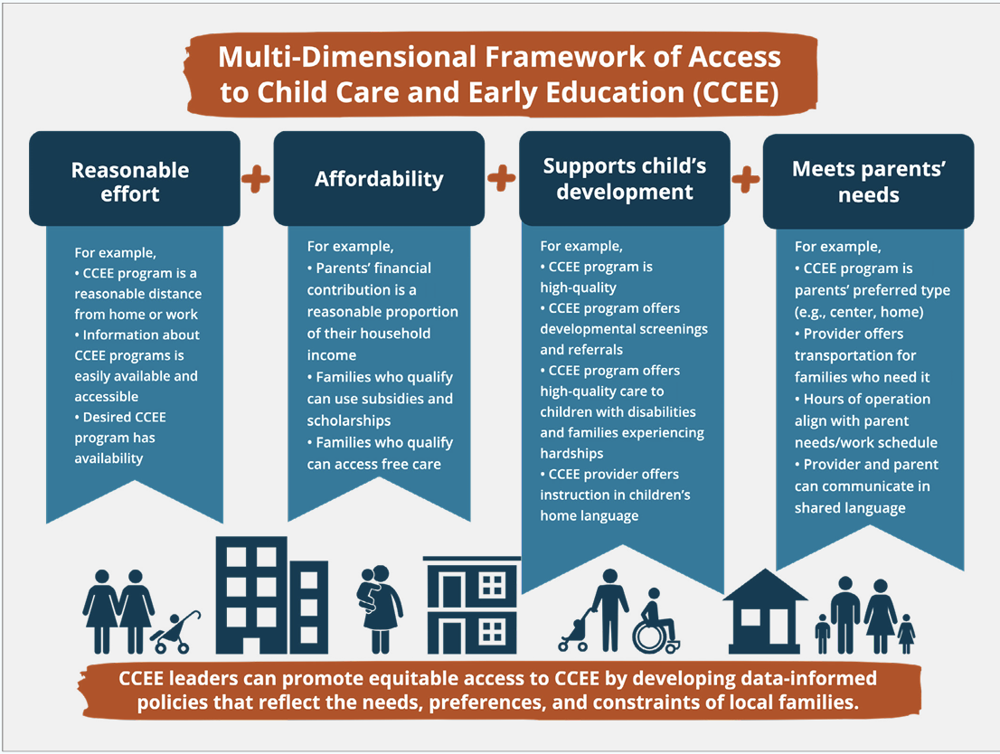 Multi-Dimensional Framework of Access
to Child Care and Early Education (CCEE)
Reasonable
effort
For example,
• CCEE program is a
reasonable distance
from home or work
• Information about
CCEE programs is
easily available and
accessible
• Desired CCEE
program has
availability
+
Affordability
For example,
• Parents’ financial
contribution is a
reasonable proportion
of their household
income
• Families who qualify
can use subsidies and
scholarships
• Families who qualify
can access free care
+
Supports child’s
development
For example,
• CCEE program is
high-quality
• CCEE program offers
developmental screenings
and referrals
• CCEE program offers
high-quality care to
children with disabilities
and families experiencing
hardships
• CCEE provider offers
instruction in children’s
home language
+
Meets parents’
needs
For example,
• CCEE program is
parents’ preferred type
(e.g., center, home)
• Provider offers
transportation for
families who need it
• Hours of operation
align with parent
needs/work schedule
• Provider and parent
can communicate in
shared language
CCEE leaders can promote equitable access to CCEE by developing data-informed
policies that reflect the needs, preferences, and constraints of local families.